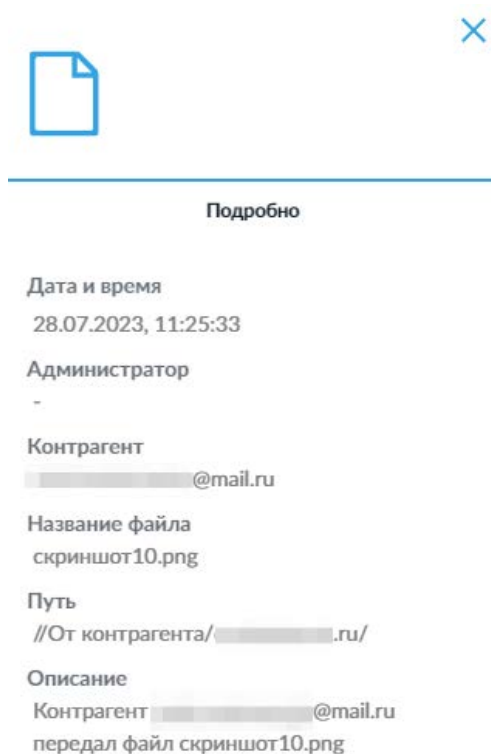 Подробно
Дата и время
28.07.2023, 11:25:33
Администратор
-
Контрагент
@mail.ru
Название файла
скриншот10.png
Путь
//От контрагента/ .ru/
Описание
Контрагент @mail.ru
передал файл скриншот10.png